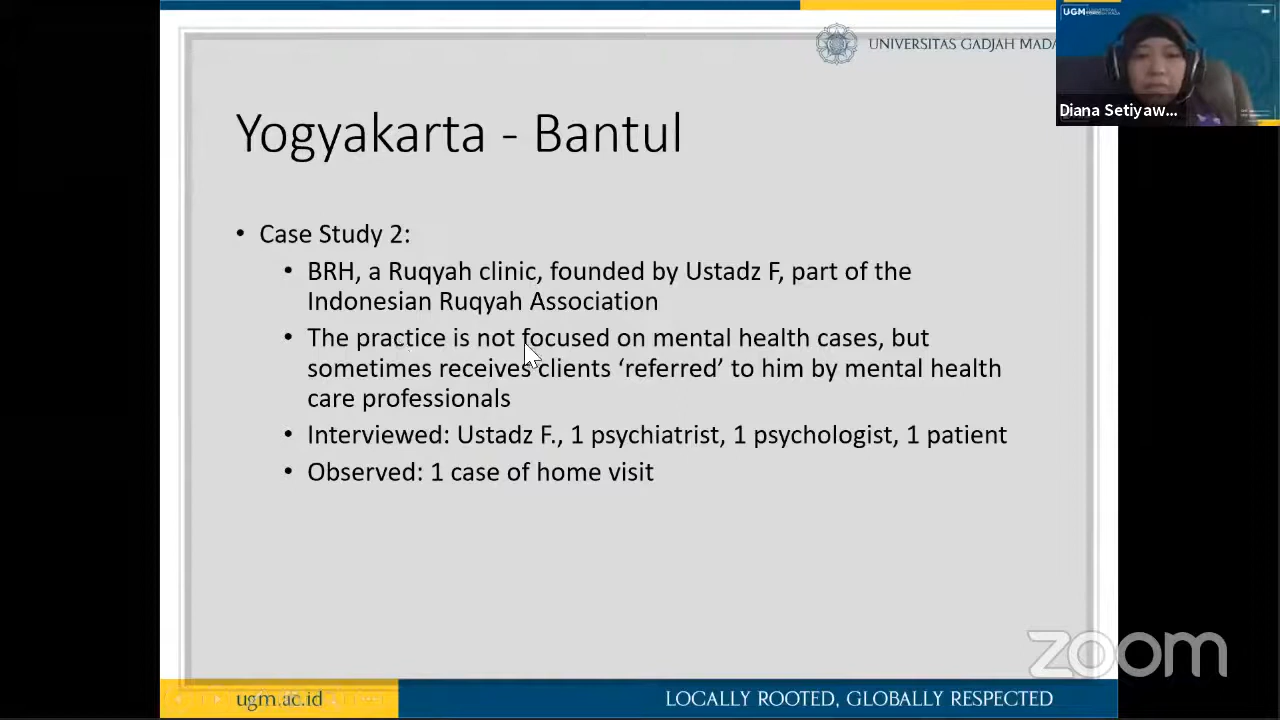 UNIVERSITAS GADJAH MADA
UGM
Diana Setiyaw...
Yogyakarta - Bantul
• Case Study 2:
• BRH, a Ruqyah clinic, founded by Ustadz F, part of the
Indonesian Ruqyah Association
• The practice is not focused on mental health cases, but
sometimes receives clients ‘referred’ to him by mental health
care professionals
• Interviewed: Ustadz F., 1 psychiatrist, 1 psychologist, 1 patient
• Observed: 1 case of home visit
zoom
ugm.ac.id
LOCALLY ROOTED, GLOBALLY RESPECTED